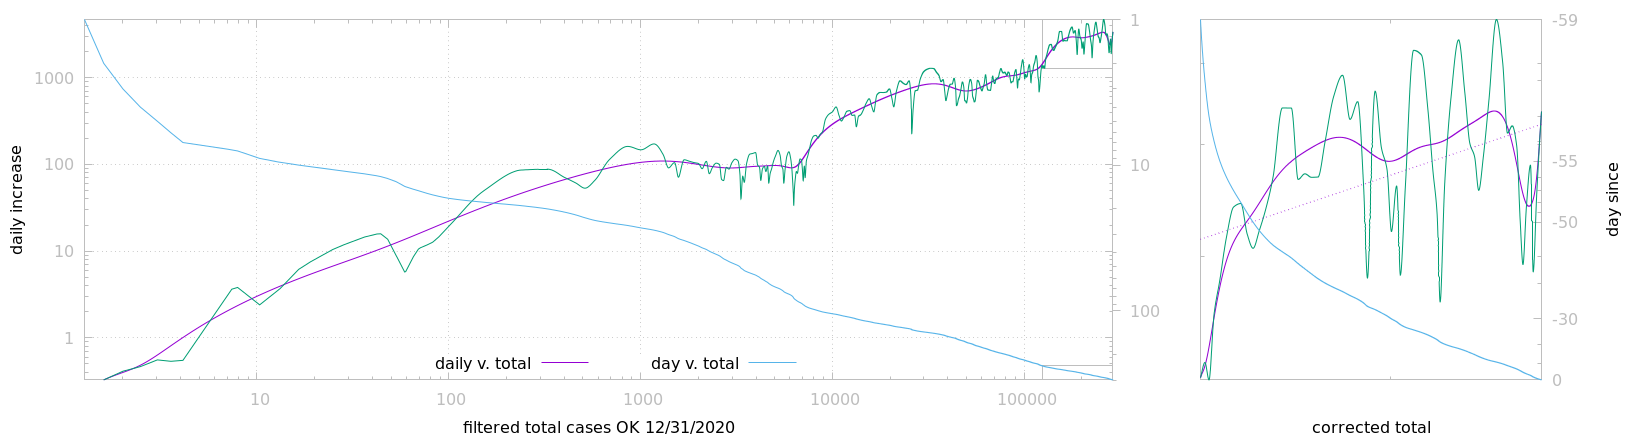 daily increase
1000
100
10
1
10
100
1000
10000
100000
1
10
100
daily v. total
day v. total
filtered total cases OK 12/31/2020
-59
-55
-50
-30
0
day since
corrected total